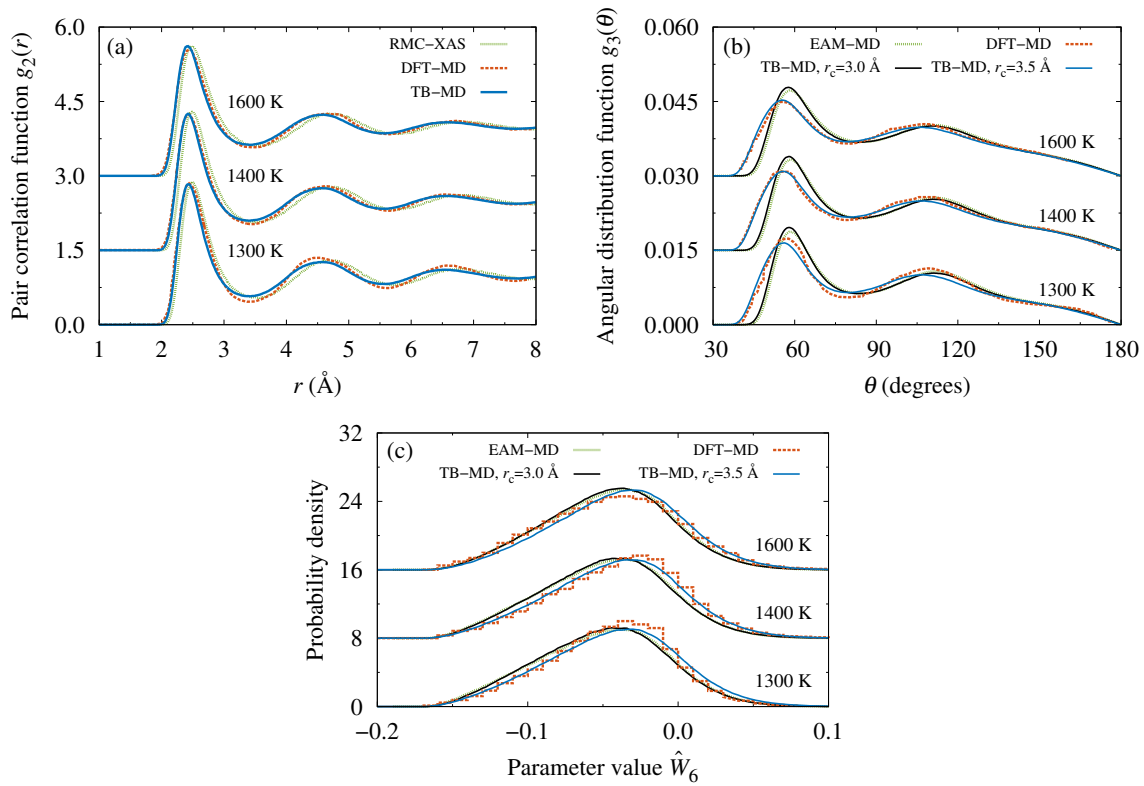 (a)
Pair correlation function g₂(r)
6.0
4.5
3.0
1.5
0.0
RMC−XAS
DFT−MD
TB−MD
1600 K
1400 K
1300 K
1 2 3 4 5 6 7 8
r (Å)
(b)
Angular distribution function g₃(θ)
0.060
0.045
0.030
0.015
0.000
EAM−MD DFT−MD
TB−MD, r_c=3.0 Å TB−MD, r_c=3.5 Å
1600 K
1400 K
1300 K
30 60 90 120 150 180
θ (degrees)
(c)
Probability density
32
24
16
8
0
EAM−MD DFT−MD
TB−MD, r_c=3.0 Å TB−MD, r_c=3.5 Å
1600 K
1400 K
1300 K
−0.2 −0.1 0.0 0.1
Parameter value Ŵ₆